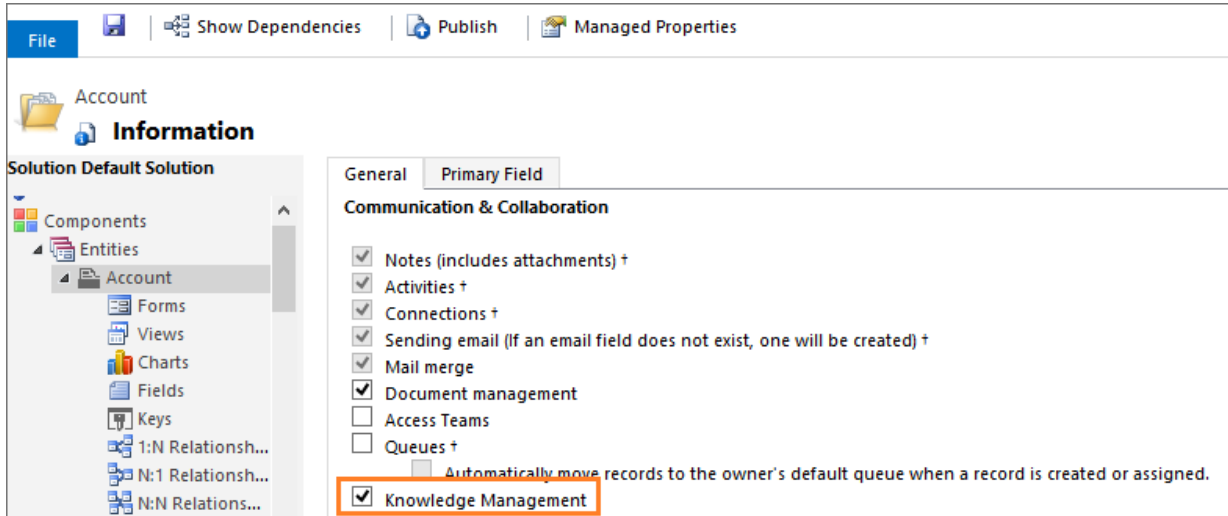 File
Show Dependencies
Publish
Managed Properties
Account
Information
Solution Default Solution
Components
Entities
Account
Forms
Views
Charts
Fields
Keys
1:N Relationsh...
N:1 Relationsh...
N:N Relations...
General
Primary Field
Communication & Collaboration
Notes (includes attachments) †
Activities †
Connections †
Sending email (If an email field does not exist, one will be created) †
Mail merge
Document management
Access Teams
Queues †
Automatically move records to the owner's default queue when a record is created or assigned.
Knowledge Management